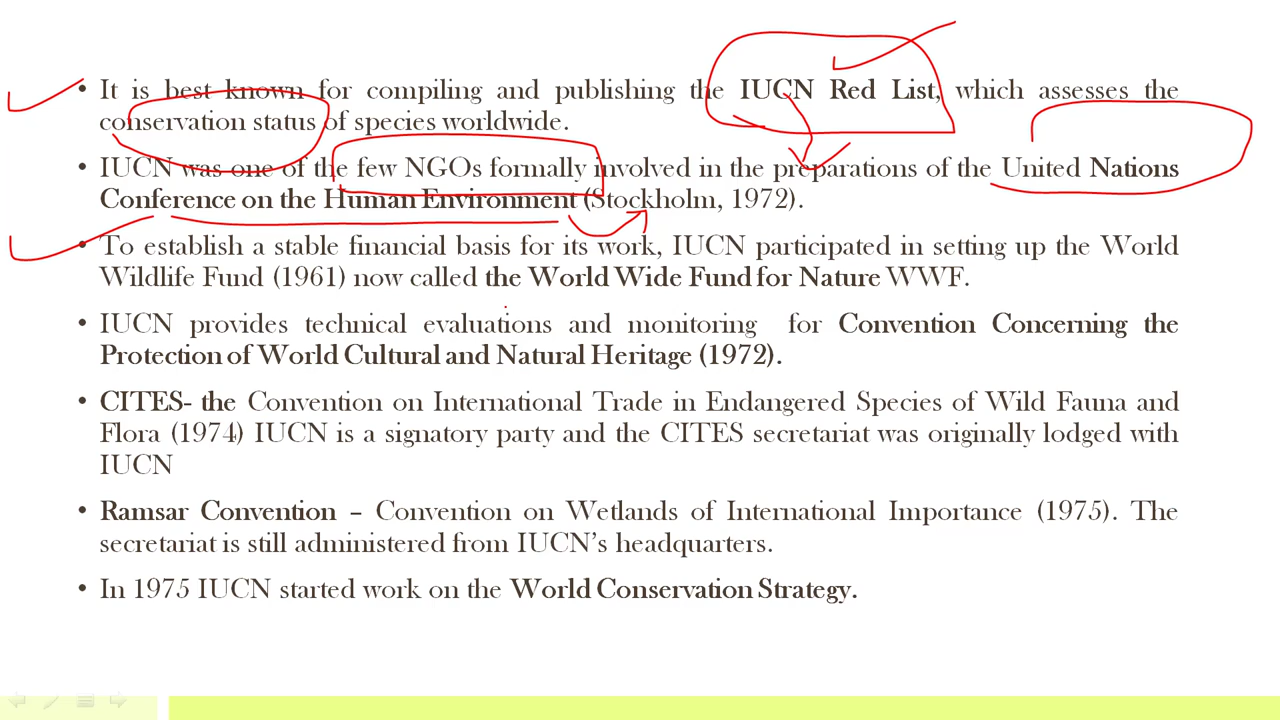 • It is best known for compiling and publishing the IUCN Red List, which assesses the
conservation status of species worldwide.
• IUCN was one of the few NGOs formally involved in the preparations of the United Nations
Conference on the Human Environment (Stockholm, 1972).
• To establish a stable financial basis for its work, IUCN participated in setting up the World
Wildlife Fund (1961) now called the World Wide Fund for Nature WWF.
• IUCN provides technical evaluations and monitoring for Convention Concerning the
Protection of World Cultural and Natural Heritage (1972).
• CITES- the Convention on International Trade in Endangered Species of Wild Fauna and
Flora (1974) IUCN is a signatory party and the CITES secretariat was originally lodged with
IUCN
• Ramsar Convention – Convention on Wetlands of International Importance (1975). The
secretariat is still administered from IUCN's headquarters.
• In 1975 IUCN started work on the World Conservation Strategy.